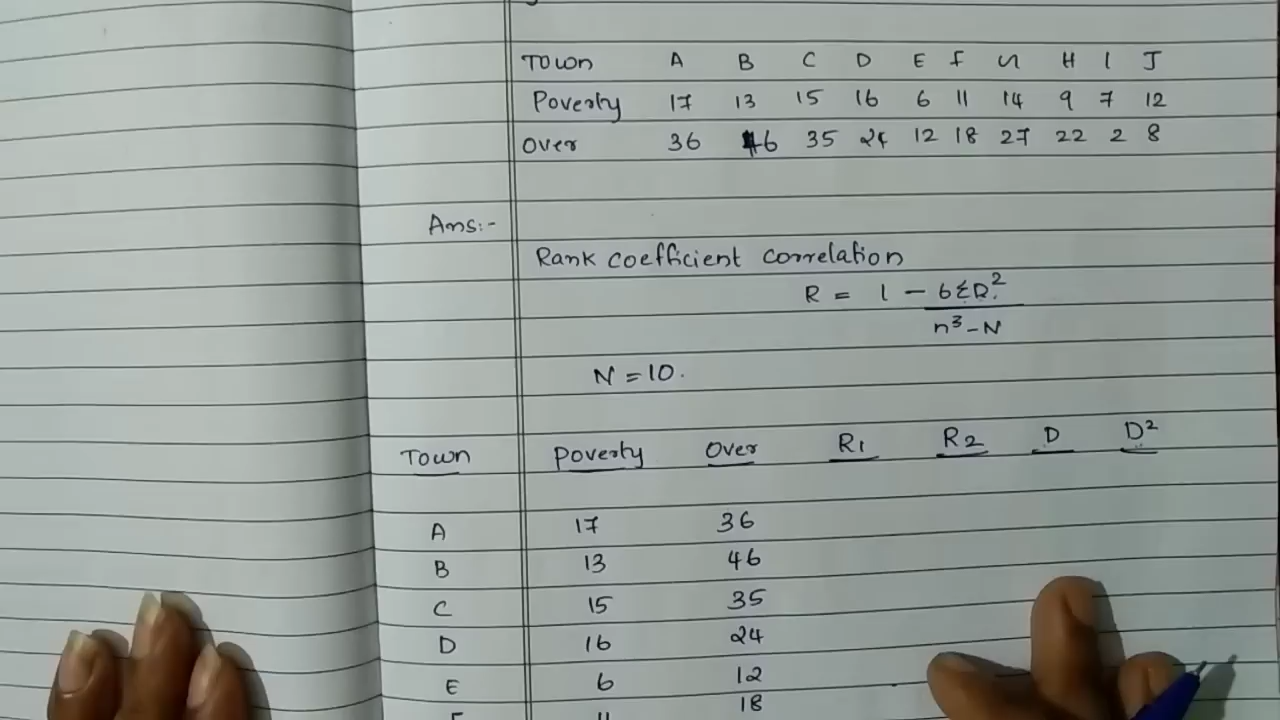 Town A B C D E F G H I J
Poverty 17 13 15 16 6 11 14 9 7 12
Over 36 46 35 24 12 18 27 22 2 8
Ans:-
Rank coefficient correlation
R = 1 - 6ΣD²
n³-N
N = 10.
Town Poverty Over R1 R2 D D²
A 17 36
B 13 46
C 15 35
D 16 24
E 6 12
18